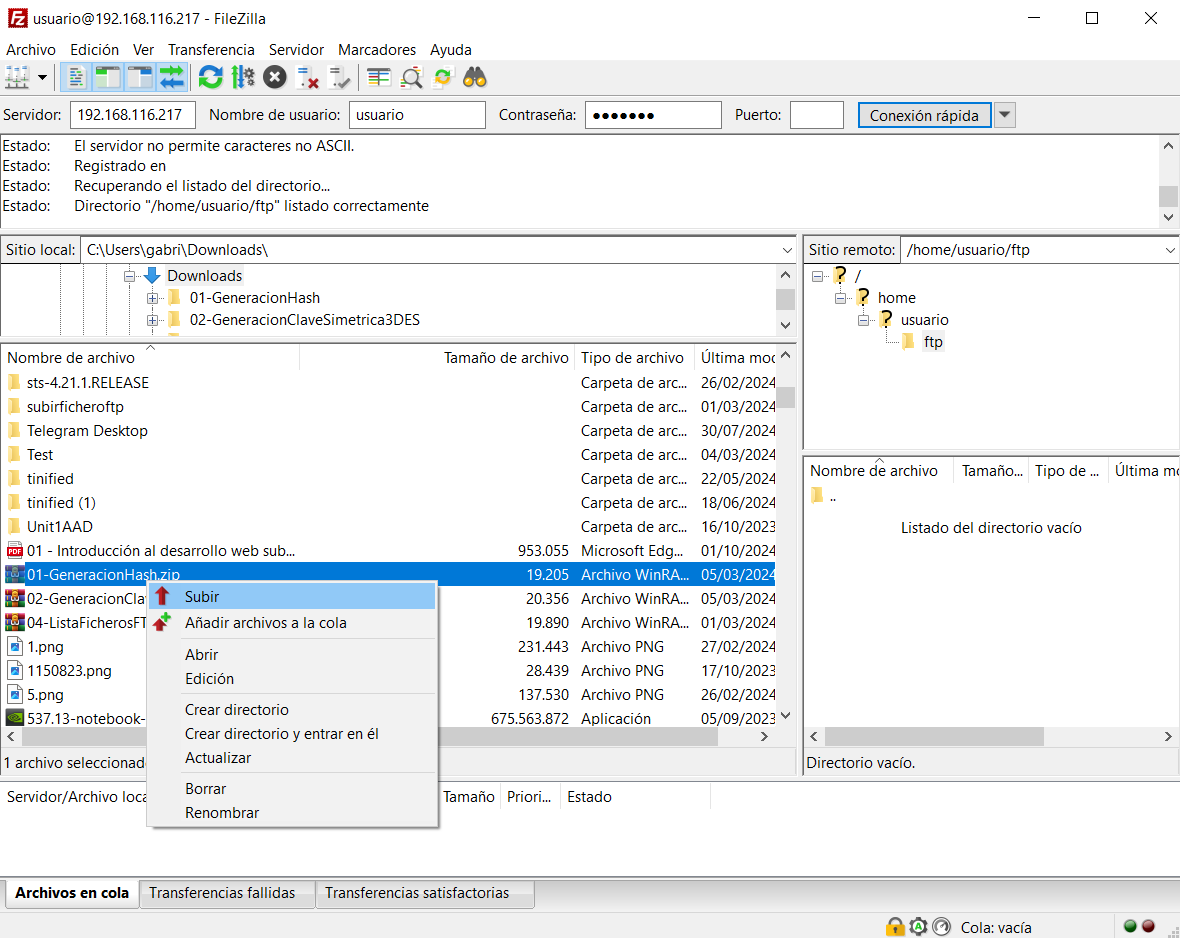 usuario@192.168.116.217 - FileZilla
Archivo Edición Ver Transferencia Servidor Marcadores Ayuda
Servidor: 192.168.116.217 Nombre de usuario: usuario Contraseña: ●●●●●●● Puerto: Conexión rápida
Estado: El servidor no permite caracteres no ASCII.
Estado: Registrado en
Estado: Recuperando el listado del directorio...
Estado: Directorio "/home/usuario/ftp" listado correctamente
Sitio local: C:\Users\gabri\Downloads\
Downloads
01-GeneracionHash
02-GeneracionClaveSimetrica3DES
Nombre de archivo Tamaño de archivo Tipo de archivo Última mod
sts-4.21.1.RELEASE Carpeta de arc... 26/02/2024
subirficheroftp Carpeta de arc... 01/03/2024
Telegram Desktop Carpeta de arc... 30/07/2024
Test Carpeta de arc... 04/03/2024
tinified Carpeta de arc... 22/05/2024
tinified (1) Carpeta de arc... 18/06/2024
Unit1AAD Carpeta de arc... 16/10/2023
01 - Introducción al desarrollo web sub... 953.055 Microsoft Edg... 01/10/2024
01-GeneracionHash.zip 19.205 Archivo WinRA... 05/03/2024
02-GeneracionCla 20.356 Archivo WinRA... 05/03/2024
04-ListaFicherosFT 19.890 Archivo WinRA... 01/03/2024
1.png 231.443 Archivo PNG 27/02/2024
1150823.png 28.439 Archivo PNG 17/10/2023
5.png 137.530 Archivo PNG 26/02/2024
537.13-notebook- 675.563.872 Aplicación 05/09/2023
1 archivo seleccionado
Subir
Añadir archivos a la cola
Abrir
Edición
Crear directorio
Crear directorio y entrar en él
Actualizar
Borrar
Renombrar
Sitio remoto: /home/usuario/ftp
/
home
usuario
ftp
Nombre de archivo Tamaño... Tipo de ... Última mo
..
Listado del directorio vacío
Directorio vacío.
Servidor/Archivo loca Tamaño Priori... Estado
Archivos en cola Transferencias fallidas Transferencias satisfactorias
Cola: vacía